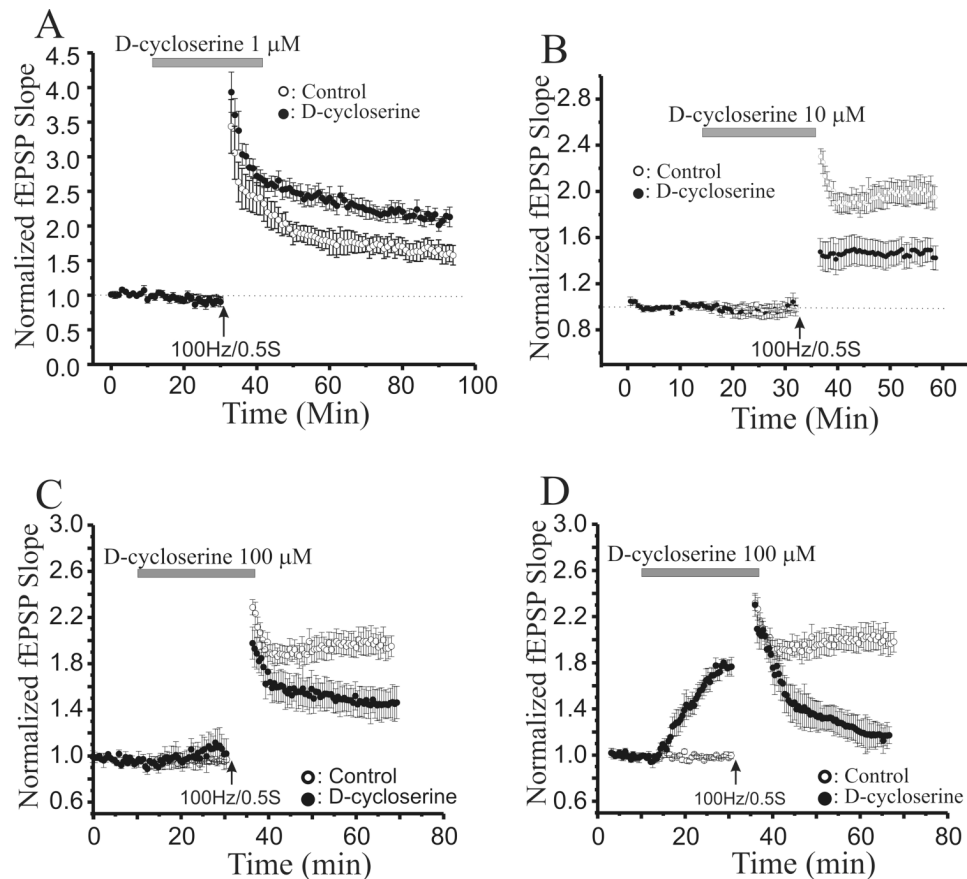 A
D-cycloserine 1 μM
Normalized fEPSP Slope
4.5
4.0
3.5
3.0
2.5
2.0
1.5
1.0
0.5
0.0
○: Control
●: D-cycloserine
100Hz/0.5S
0 20 40 60 80 100
Time (Min)
B
D-cycloserine 10 μM
Normalized fEPSP Slope
2.8
2.4
2.0
1.6
1.2
0.8
○: Control
●: D-cycloserine
100Hz/0.5S
0 10 20 30 40 50 60
Time (Min)
C
D-cycloserine 100 μM
Normalized fEPSP Slope
3.0
2.6
2.2
1.8
1.4
1.0
0.6
100Hz/0.5S
○: Control
●: D-cycloserine
0 20 40 60 80
Time (min)
D
D-cycloserine 100 μM
Normalized fEPSP Slope
3.0
2.6
2.2
1.8
1.4
1.0
0.6
100Hz/0.5S
○: Control
●: D-cycloserine
0 20 40 60 80
Time (min)